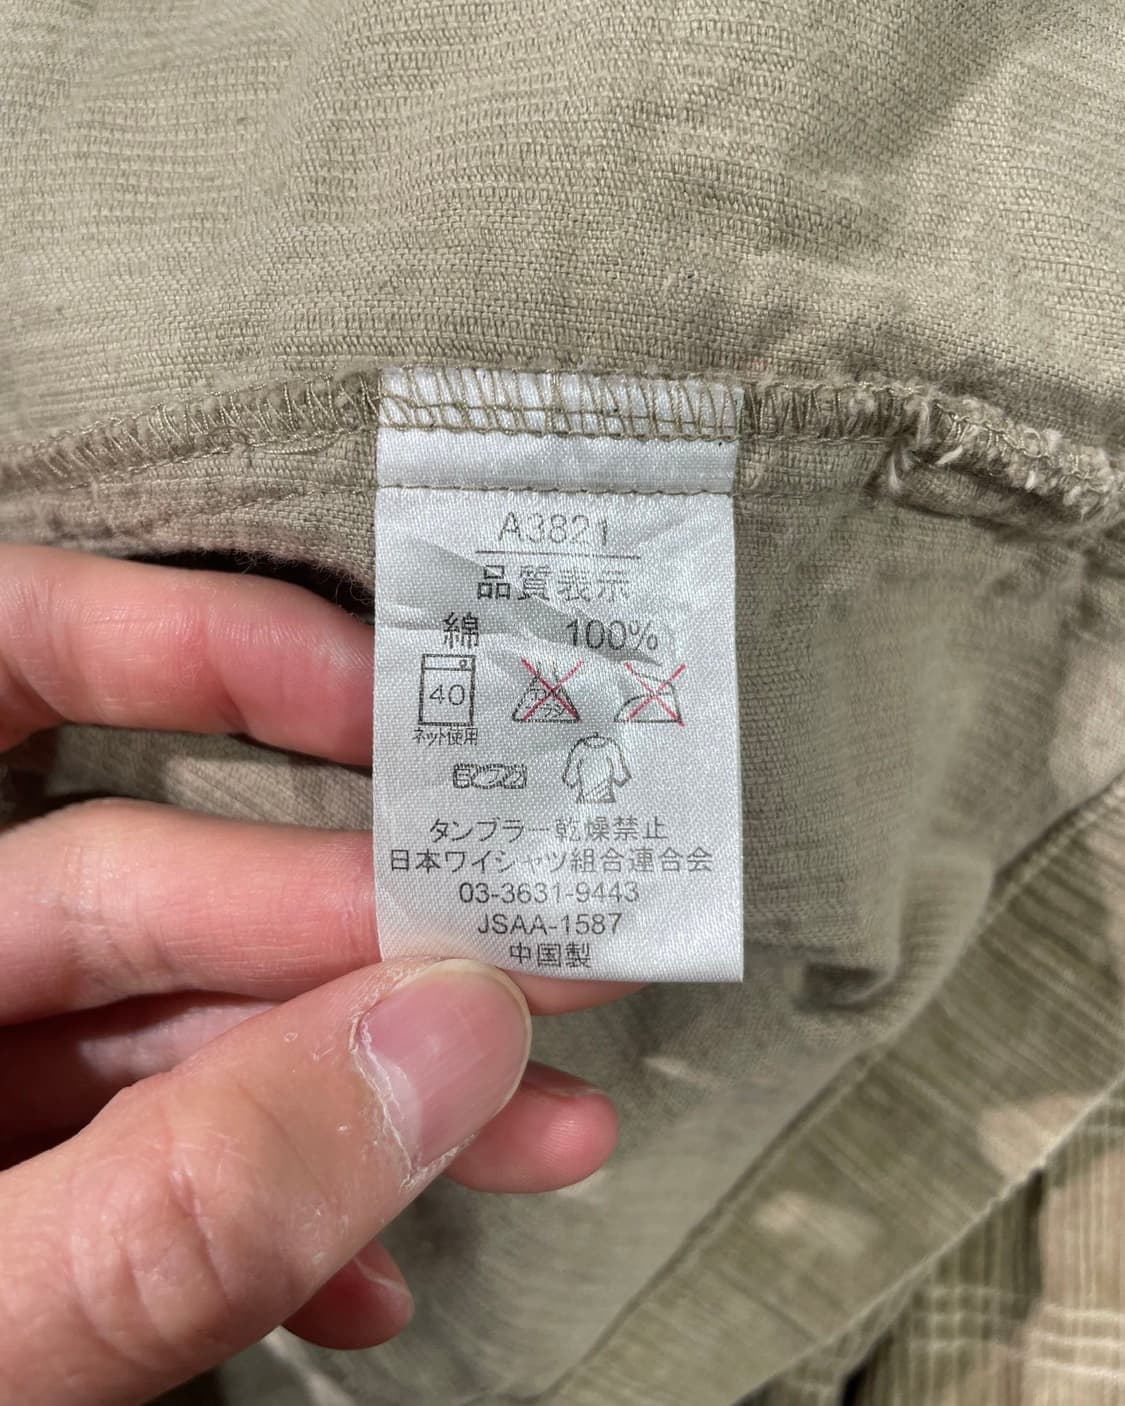 A3821
品質表示
綿 100%
40
ネット使用
タンブラー乾燥禁止
日本ワイシャツ組合連合会
03-3631-9443
JSAA-1587
中国製